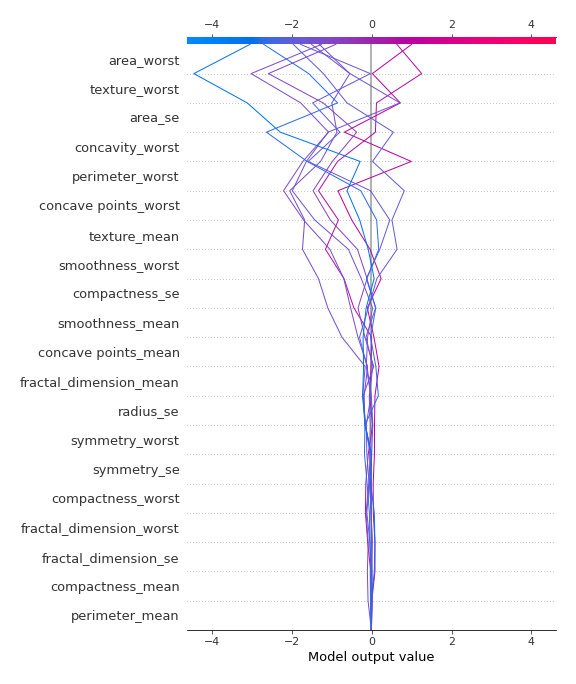 −4 −2 0 2 4
area_worst
texture_worst
area_se
concavity_worst
perimeter_worst
concave points_worst
texture_mean
smoothness_worst
compactness_se
smoothness_mean
concave points_mean
fractal_dimension_mean
radius_se
symmetry_worst
symmetry_se
compactness_worst
fractal_dimension_worst
fractal_dimension_se
compactness_mean
perimeter_mean
−4 −2 0 2 4
Model output value